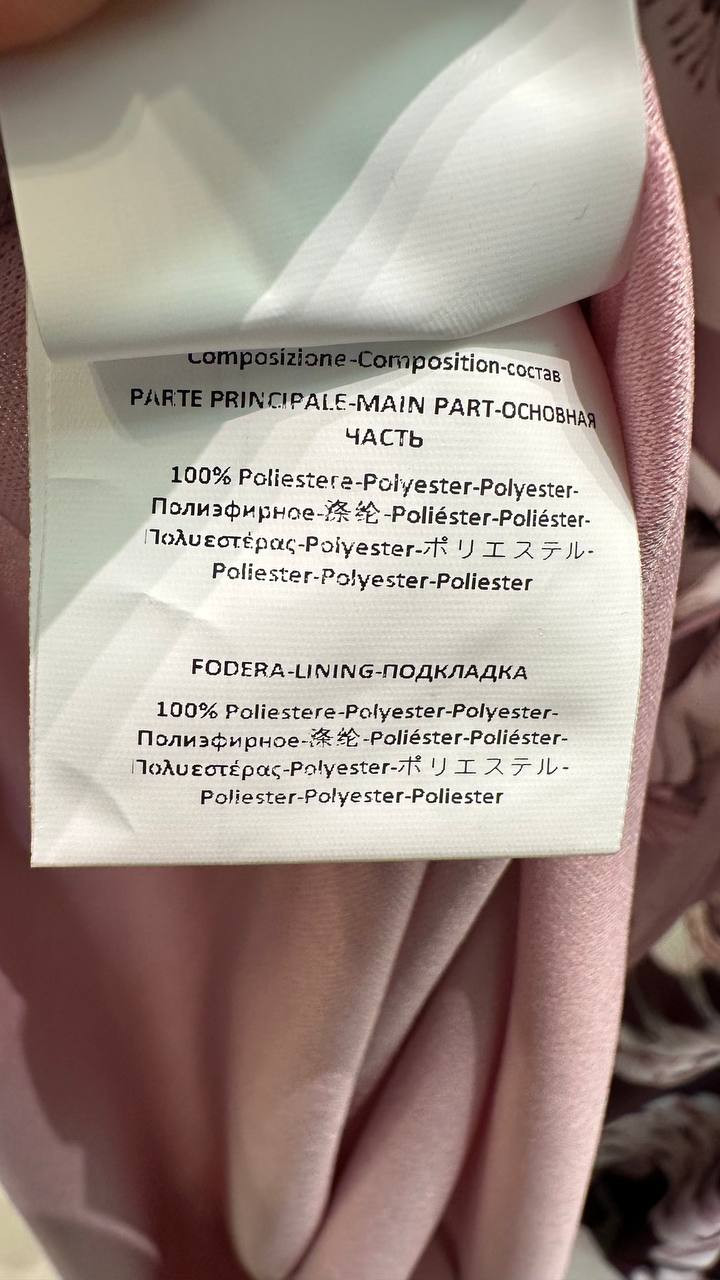 Composizione-Composition-состав
PARTE PRINCIPALE-MAIN PART-ОСНОВНАЯ
ЧАСТЬ
100% Poliestere-Polyester-Polyester-
Полиэфирное-涤纶-Poliéster-Poliéster-
Πολυεστέρας-Polyester-ポリエステル-
Poliester-Polyester-Poliester
FODERA-LINING-ПОДКЛАДКА
100% Poliestere-Polyester-Polyester-
Полиэфирное-涤纶-Poliéster-Poliéster-
Πολυεστέρας-Polyester-ポリエステル-
Poliester-Polyester-Poliester